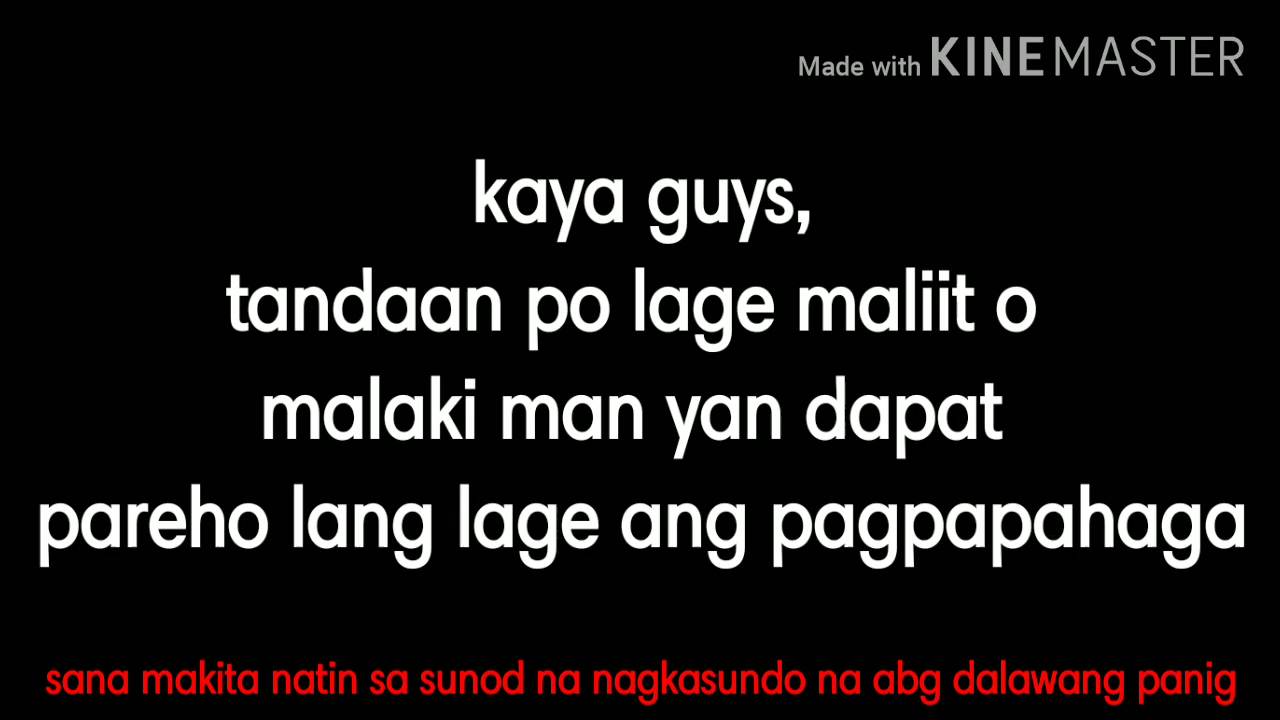 Made with KINEMASTER
kaya guys,
tandaan po lage maliit o
malaki man yan dapat
pareho lang lage ang pagpapahaga
sana makita natin sa sunod na nagkasundo na abg dalawang panig